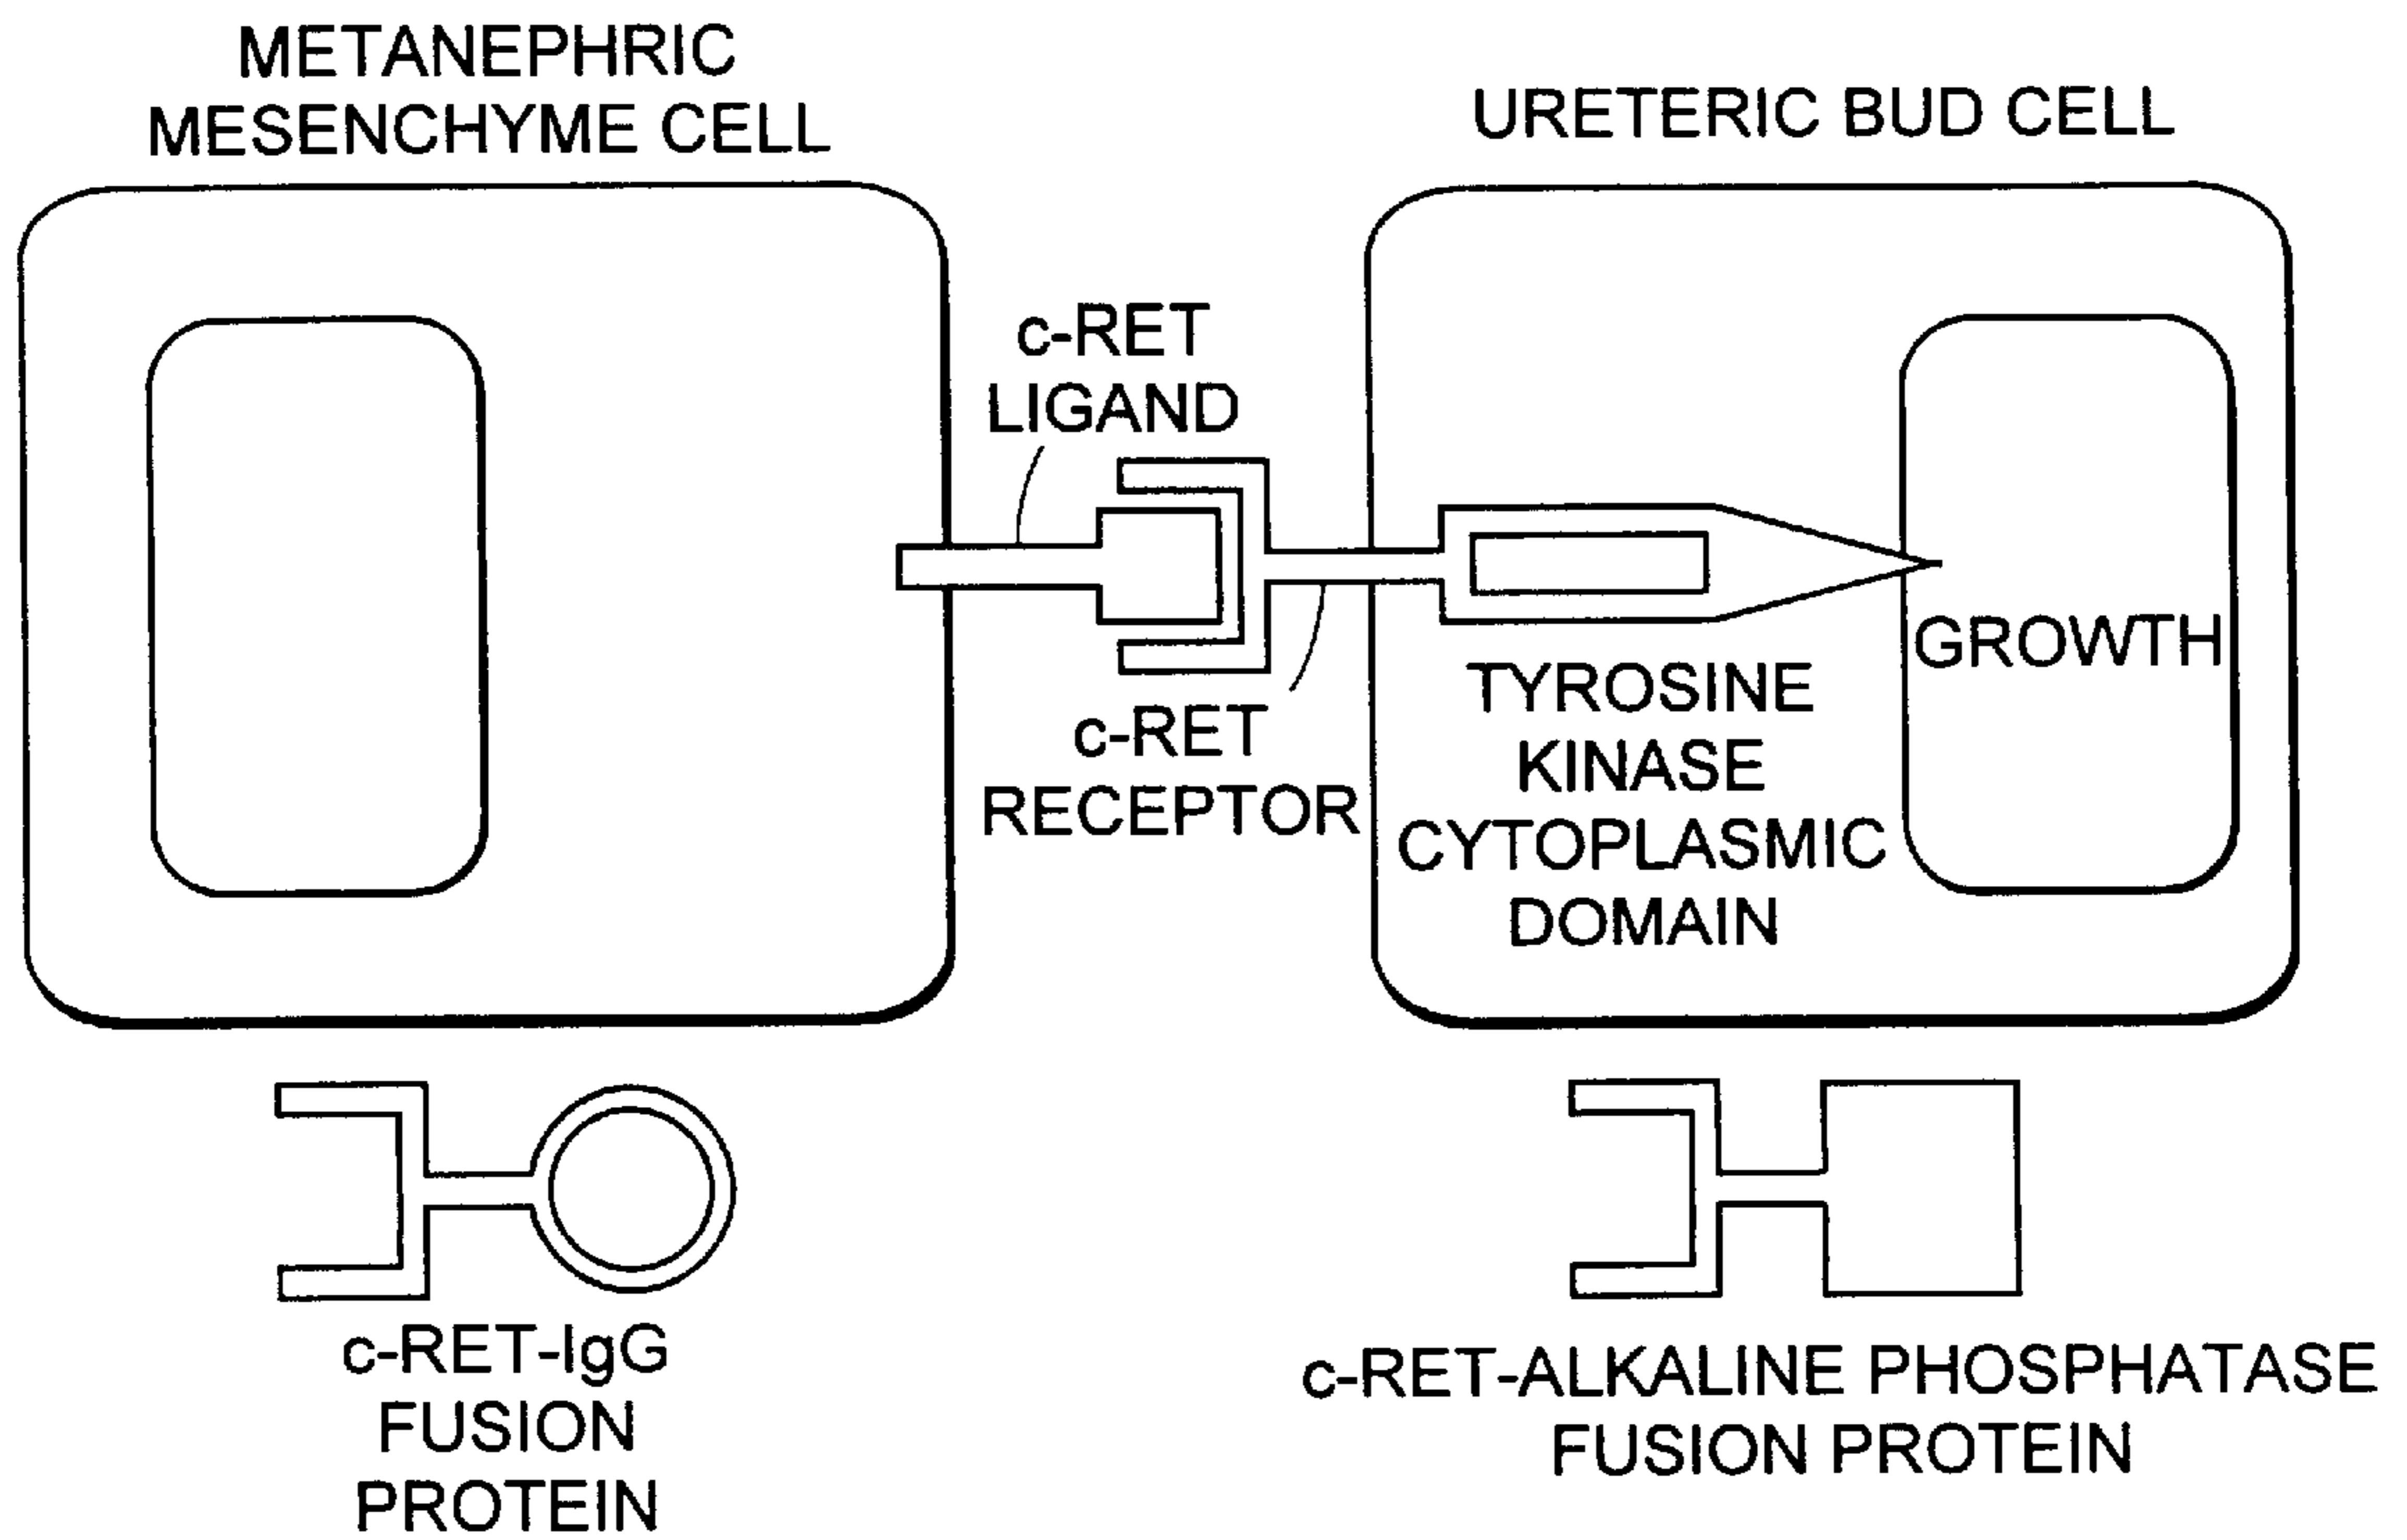 METANEPHRIC
MESENCHYME CELL
URETERIC BUD CELL
c-RET
LIGAND
c-RET
RECEPTOR
TYROSINE
KINASE
CYTOPLASMIC
DOMAIN
GROWTH
c-RET-IgG
FUSION
PROTEIN
c-RET-ALKALINE PHOSPHATASE
FUSION PROTEIN